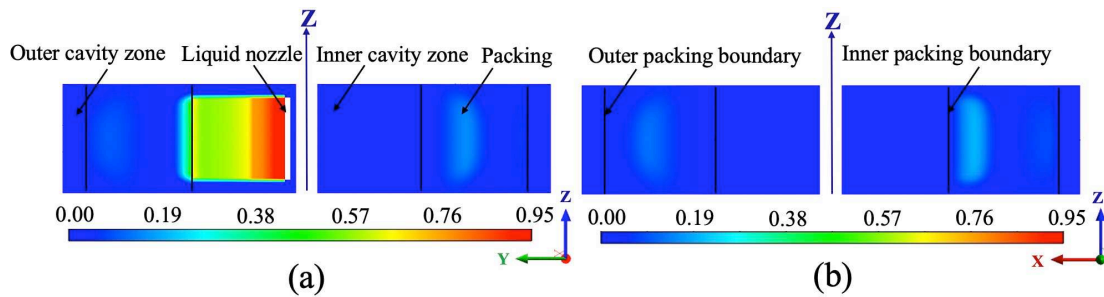 Z
Outer cavity zone
Liquid nozzle
Inner cavity zone
Packing
0.00 0.19 0.38 0.57 0.76 0.95
Z
Y
(a)
Z
Outer packing boundary
Inner packing boundary
0.00 0.19 0.38 0.57 0.76 0.95
Z
X
(b)